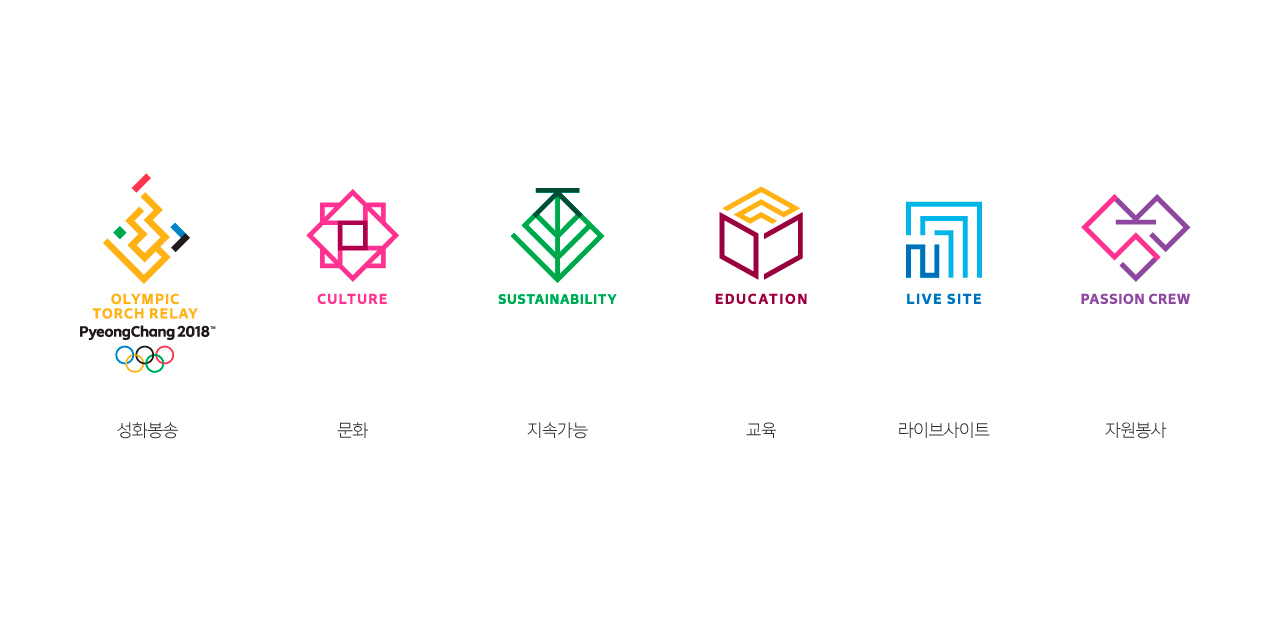 OLYMPIC
TORCH RELAY
PyeongChang 2018™
CULTURE
SUSTAINABILITY
EDUCATION
LIVE SITE
PASSION CREW
성화봉송
문화
지속가능
교육
라이브사이트
자원봉사